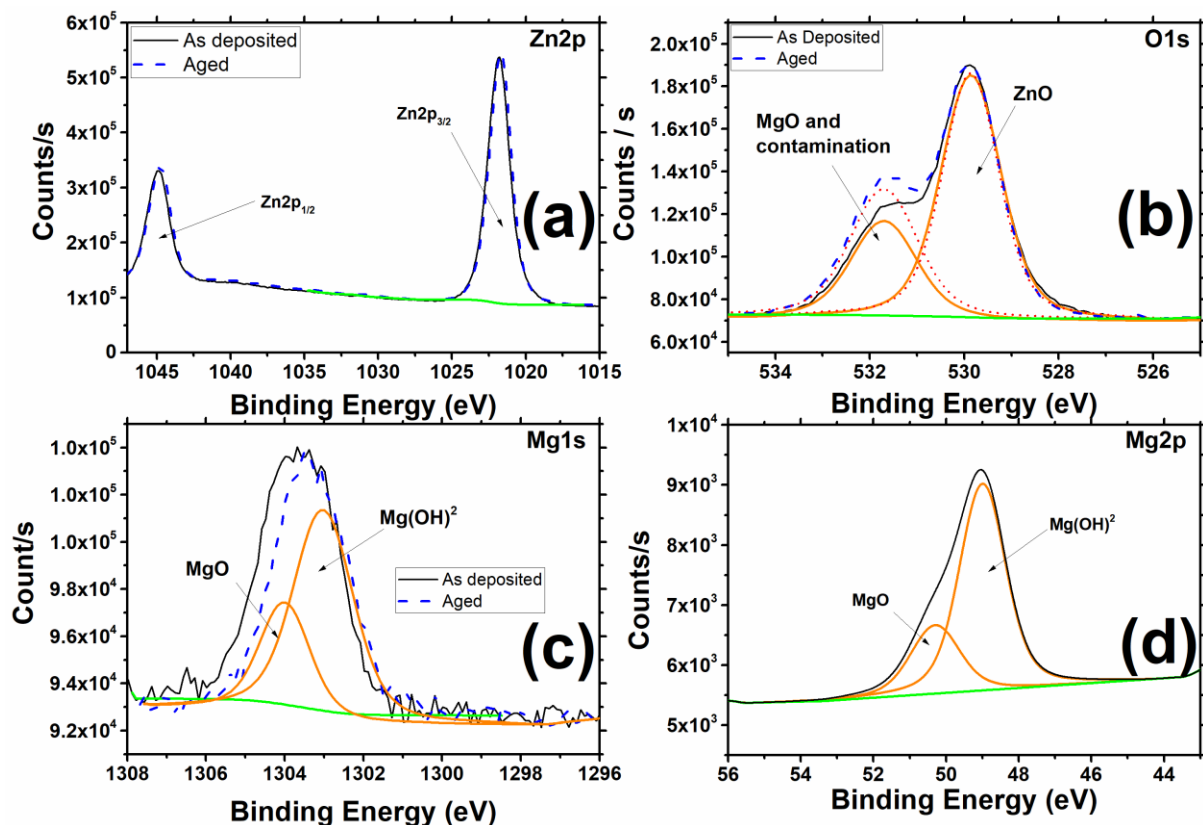 6x10⁵
5x10⁵
4x10⁵
3x10⁵
2x10⁵
1x10⁵
0
Counts/s
As deposited
Aged
Zn2p
Zn2p₃/₂
Zn2p₁/₂
(a)
1045 1040 1035 1030 1025 1020 1015
Binding Energy (eV)
2.0x10⁵
1.8x10⁵
1.6x10⁵
1.4x10⁵
1.2x10⁵
1.0x10⁵
8.0x10⁴
6.0x10⁴
Counts / s
As Deposited
Aged
O1s
ZnO
MgO and
contamination
(b)
534 532 530 528 526
Binding Energy (eV)
1.0x10⁵
1.0x10⁵
1.0x10⁵
9.8x10⁴
9.6x10⁴
9.4x10⁴
9.2x10⁴
Count/s
Mg1s
Mg(OH)²
MgO
As deposited
Aged
(c)
1308 1306 1304 1303 1300 1298 1296
Binding Energy (eV)
1x10⁴
9x10³
8x10³
7x10³
6x10³
5x10³
Counts/s
Mg2p
Mg(OH)²
MgO
(d)
56 54 52 50 48 46 44
Binding Energy (eV)